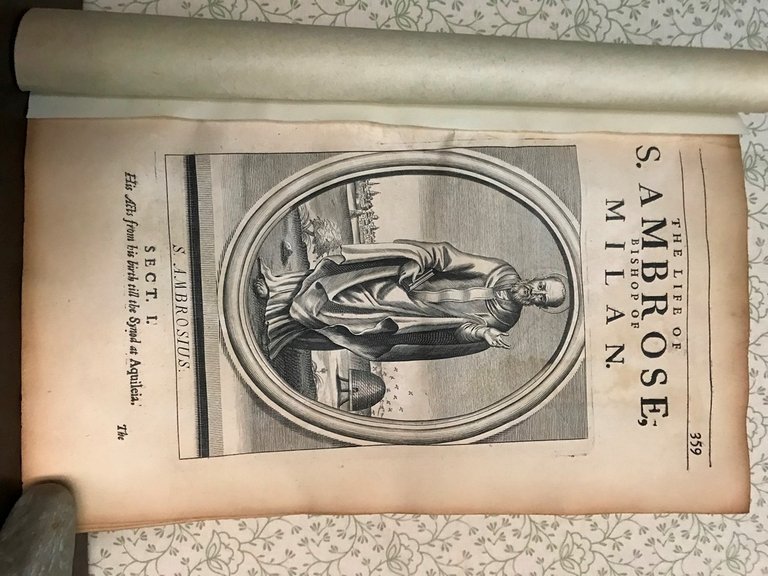 359
THE LIFE OF
S. AMBROSE,
BISHOP OF
MILAN.
S. AMBROSIUS.
SECT. I.
His Acts from his birth till the Synod at Aquileia.
The